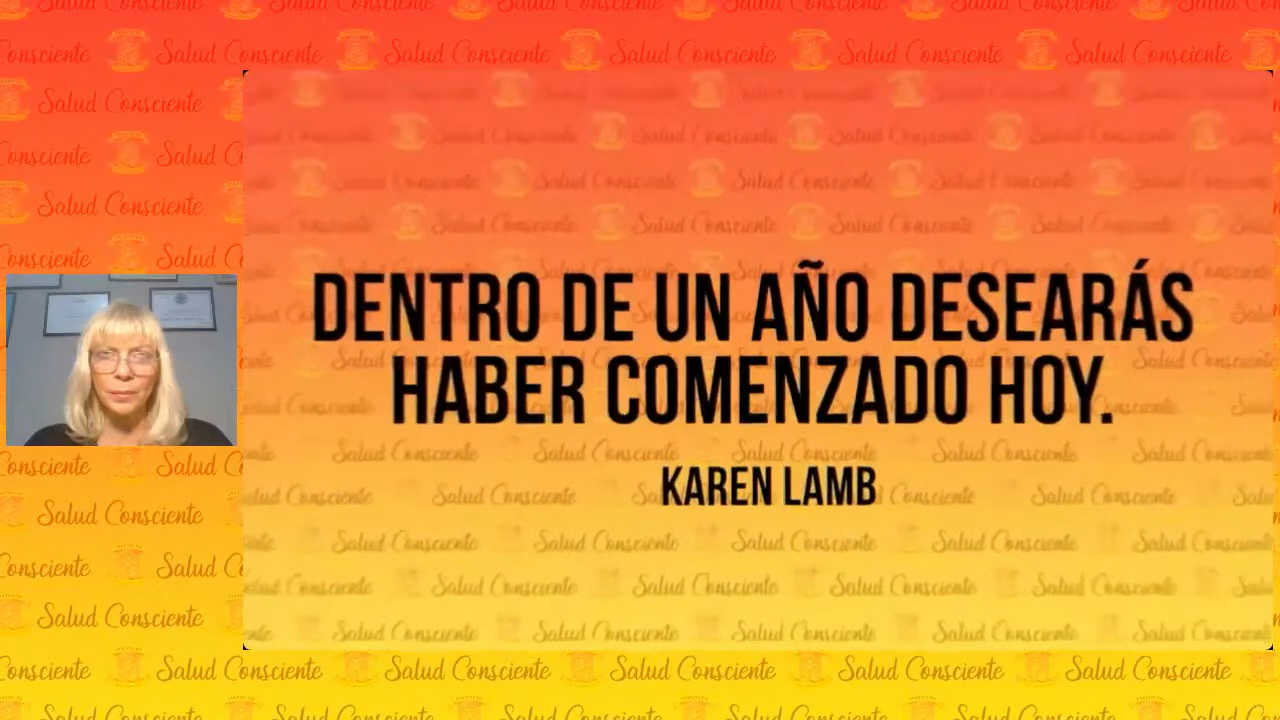 DENTRO DE UN AÑO DESEARÁS
HABER COMENZADO HOY.
KAREN LAMB
Salud Consciente